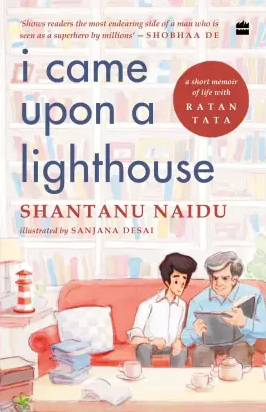 'Shows readers the most endearing side of a man who is
seen as a superhero by millions' – SHOBHAA DE
i came
upon a
lighthouse
a short memoir
of life with
RATAN
TATA
SHANTANU NAIDU
illustrated by SANJANA DESAI